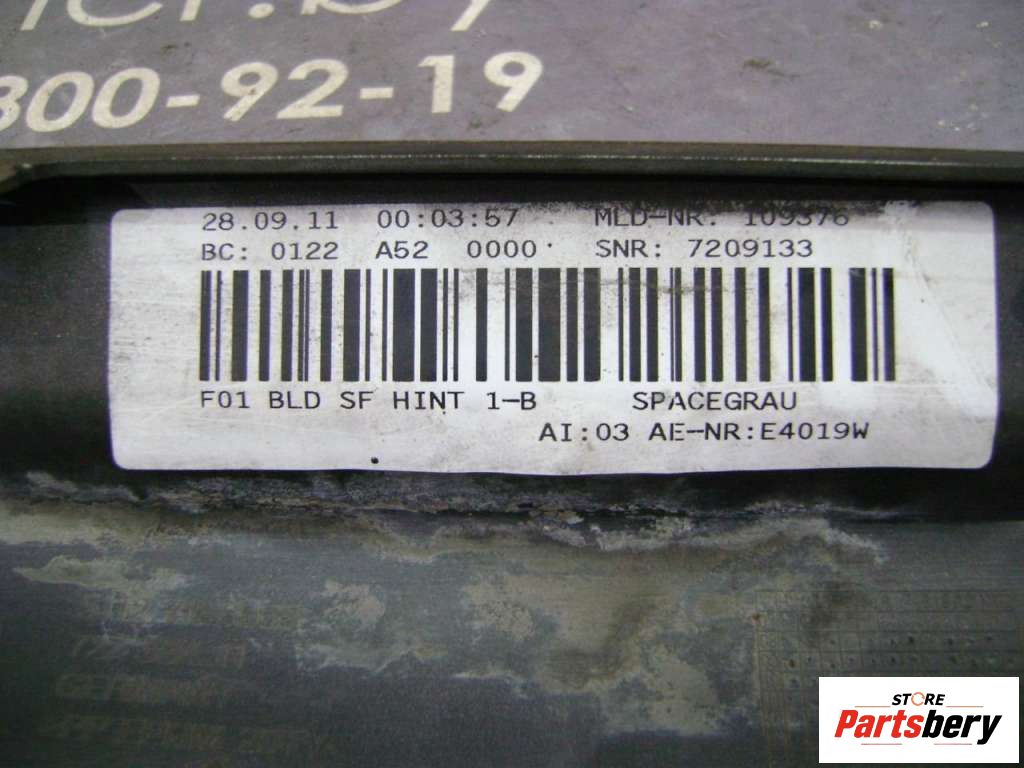 300-92-19
28.09.11 00:03:57 MLD-NR: 109376
BC: 0122 A52 0000 SNR: 7209133
F01 BLD SF HINT 1-B SPACEGRAU
AI:03 AE-NR:E4019W
STORE
Partsbery